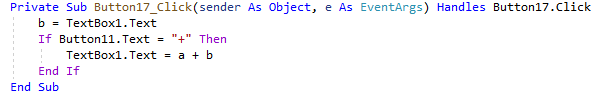 Private Sub Button17_Click(sender As Object, e As EventArgs) Handles Button17.Click
b = TextBox1.Text
If Button11.Text = "+" Then
TextBox1.Text = a + b
End If
End Sub